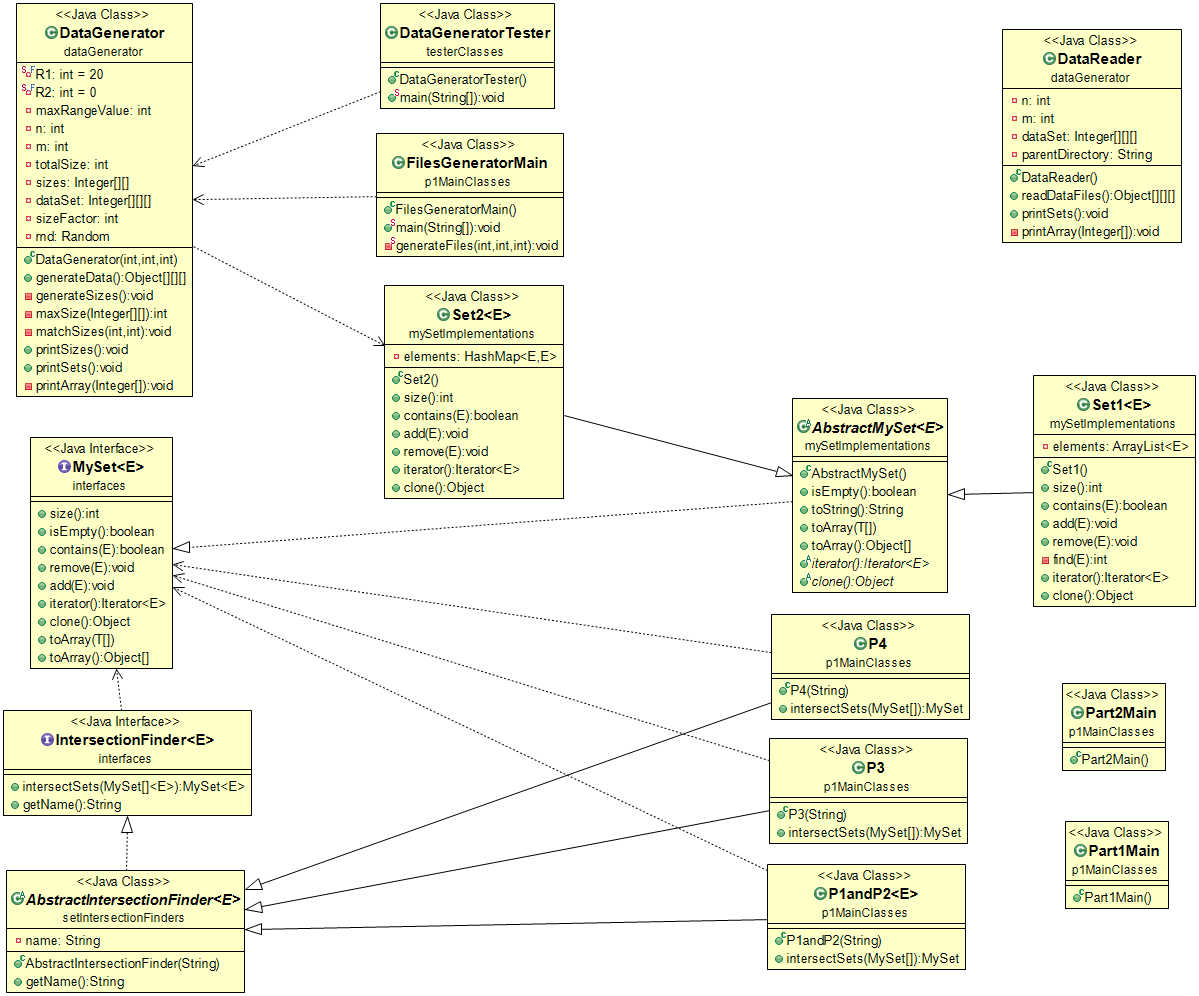 <<Java Class>>
DataGenerator
dataGenerator
R1: int = 20
R2: int = 0
maxRangeValue: int
n: int
m: int
totalSize: int
sizes: Integer[][]
dataSet: Integer[][][]
sizeFactor: int
rnd: Random
DataGenerator(int,int,int)
generateData():Object[][][]
generateSizes():void
maxSize(Integer[][]):int
matchSizes(int,int):void
printSizes():void
printSets():void
printArray(Integer[]):void
<<Java Class>>
DataGeneratorTester
testerClasses
DataGeneratorTester()
main(String[]):void
<<Java Class>>
FilesGeneratorMain
p1MainClasses
FilesGeneratorMain()
main(String[]):void
generateFiles(int,int,int):void
<<Java Class>>
DataReader
dataGenerator
n: int
m: int
dataSet: Integer[][][]
parentDirectory: String
DataReader()
readDataFiles():Object[][][]
printSets():void
printArray(Integer[]):void
<<Java Class>>
Set2<E>
mySetImplementations
elements: HashMap<E,E>
Set2()
size():int
contains(E):boolean
add(E):void
remove(E):void
iterator():Iterator<E>
clone():Object
<<Java Class>>
AbstractMySet<E>
mySetImplementations
AbstractMySet()
isEmpty():boolean
toString():String
toArray(T[])
toArray():Object[]
iterator():Iterator<E>
clone():Object
<<Java Class>>
Set1<E>
mySetImplementations
elements: ArrayList<E>
Set1()
size():int
contains(E):boolean
add(E):void
remove(E):void
find(E):int
iterator():Iterator<E>
clone():Object
<<Java Interface>>
MySet<E>
interfaces
size():int
isEmpty():boolean
contains(E):boolean
remove(E):void
add(E):void
iterator():Iterator<E>
clone():Object
toArray(T[])
toArray():Object[]
<<Java Class>>
P4
p1MainClasses
P4(String)
intersectSets(MySet[]):MySet
<<Java Interface>>
IntersectionFinder<E>
interfaces
intersectSets(MySet[]<E>):MySet<E>
getName():String
<<Java Class>>
P3
p1MainClasses
P3(String)
intersectSets(MySet[]):MySet
<<Java Class>>
Part2Main
p1MainClasses
Part2Main()
<<Java Class>>
Part1Main
p1MainClasses
Part1Main()
<<Java Class>>
AbstractIntersectionFinder<E>
setIntersectionFinders
name: String
AbstractIntersectionFinder(String)
getName():String
<<Java Class>>
P1andP2<E>
p1MainClasses
P1andP2(String)
intersectSets(MySet[]):MySet